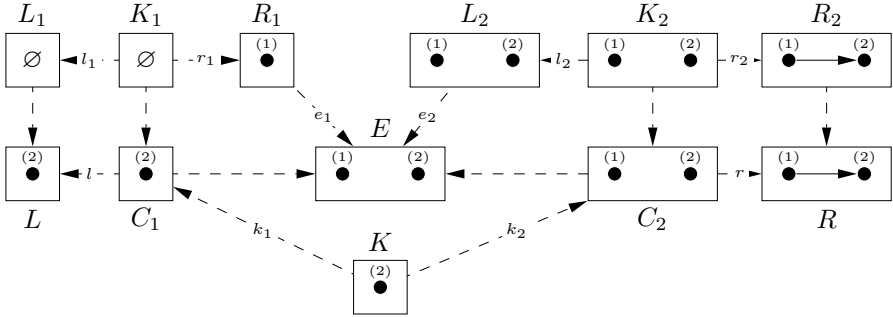 L₁ K₁ R₁ L₂ K₂ R₂
(1) (1) (2) (1) (2) (1) (2)
∅ l₁ ∅ r₁ l₂ r₂
e₁ e₂
E
(2) (2) (1) (2) (1) (2) (1) (2)
l r
L C₁ C₂ R
k₁ k₂
K
(2)